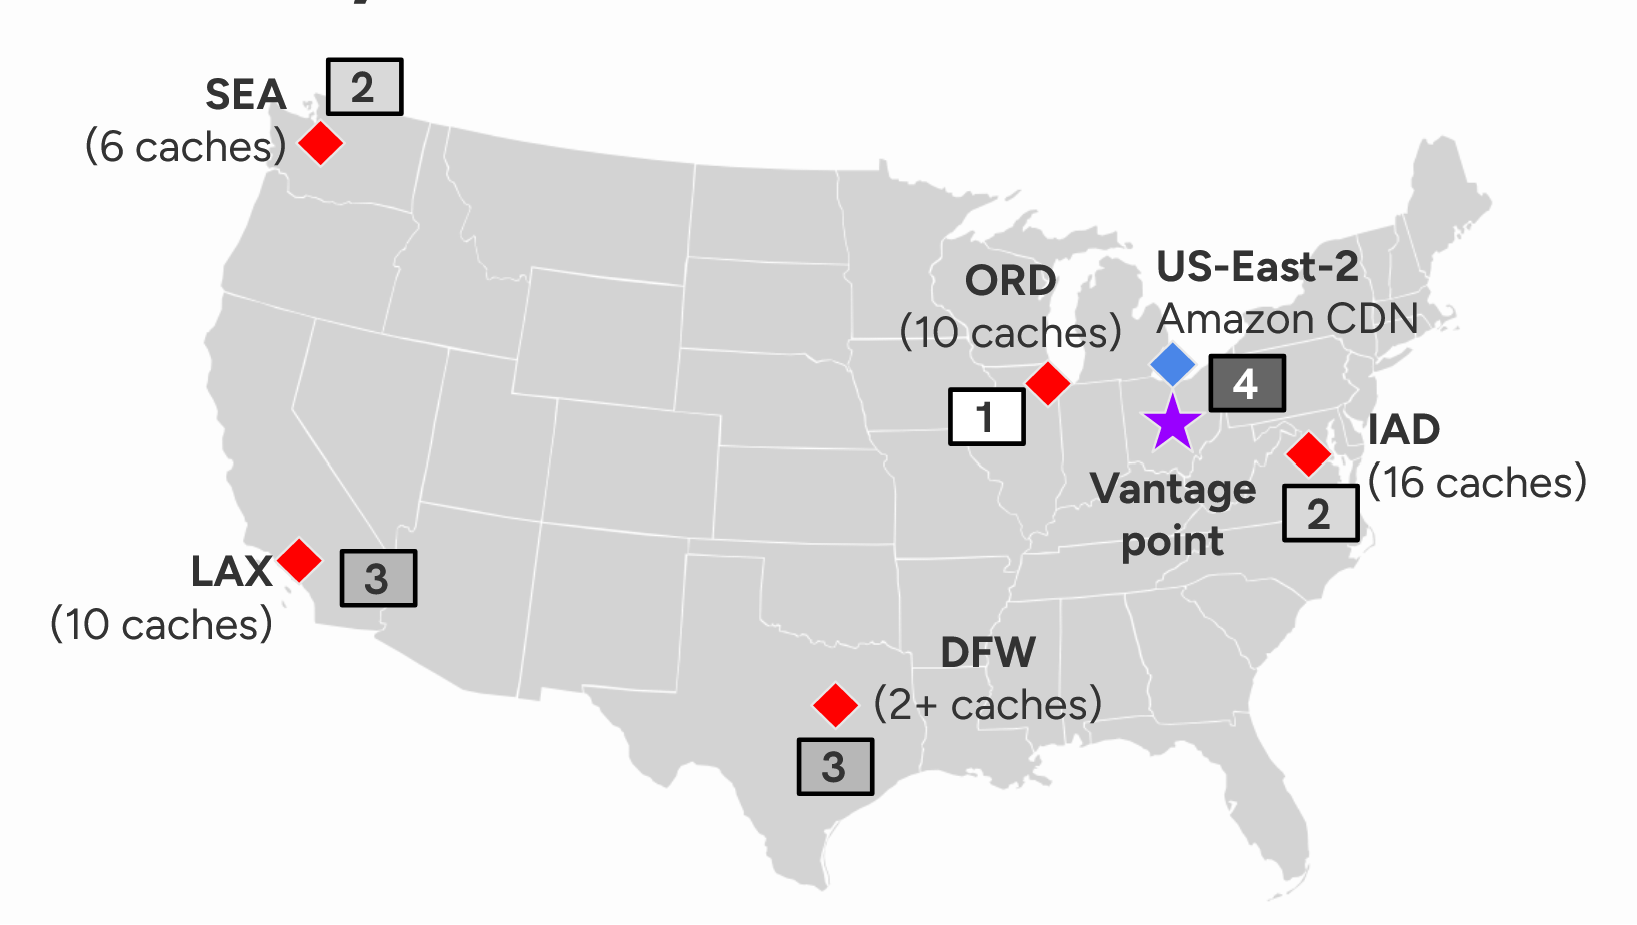 SEA
(6 caches)
2
ORD
(10 caches)
1
US-East-2
Amazon CDN
4
Vantage
point
IAD
(16 caches)
2
LAX
(10 caches)
3
DFW
(2+ caches)
3